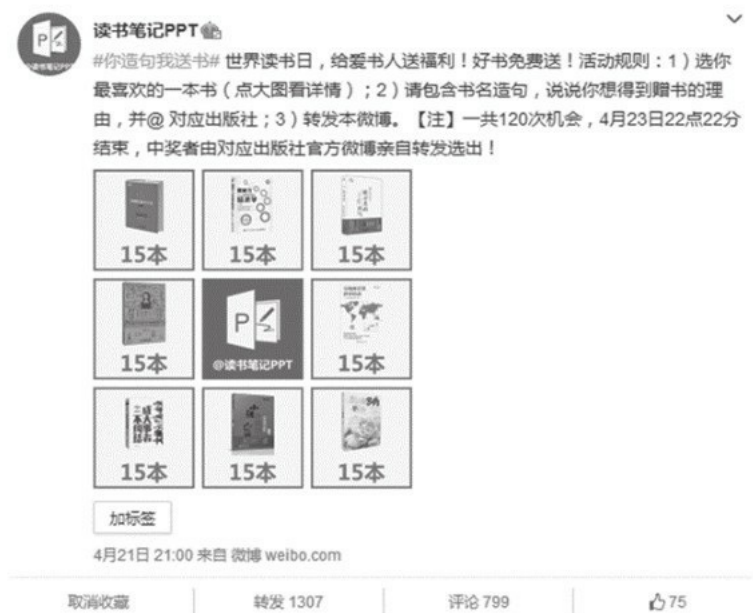 读书笔记PPT
#你造句我送书# 世界读书日,给爱书人送福利!好书免费送!活动规则:1)选你
最喜欢的一本书(点大图看详情);2)请包含书名造句,说说你想得到赠书的理
由,并@ 对应出版社;3)转发本微博。【注】一共120次机会,4月23日22点22分
结束,中奖者由对应出版社官方微博亲自转发选出!
15本
15本
15本
15本
P
@读书笔记PPT
15本
15本
15本
15本
加标签
4月21日 21:00 来自 微博 weibo.com
取消收藏
转发 1307
评论 799
75